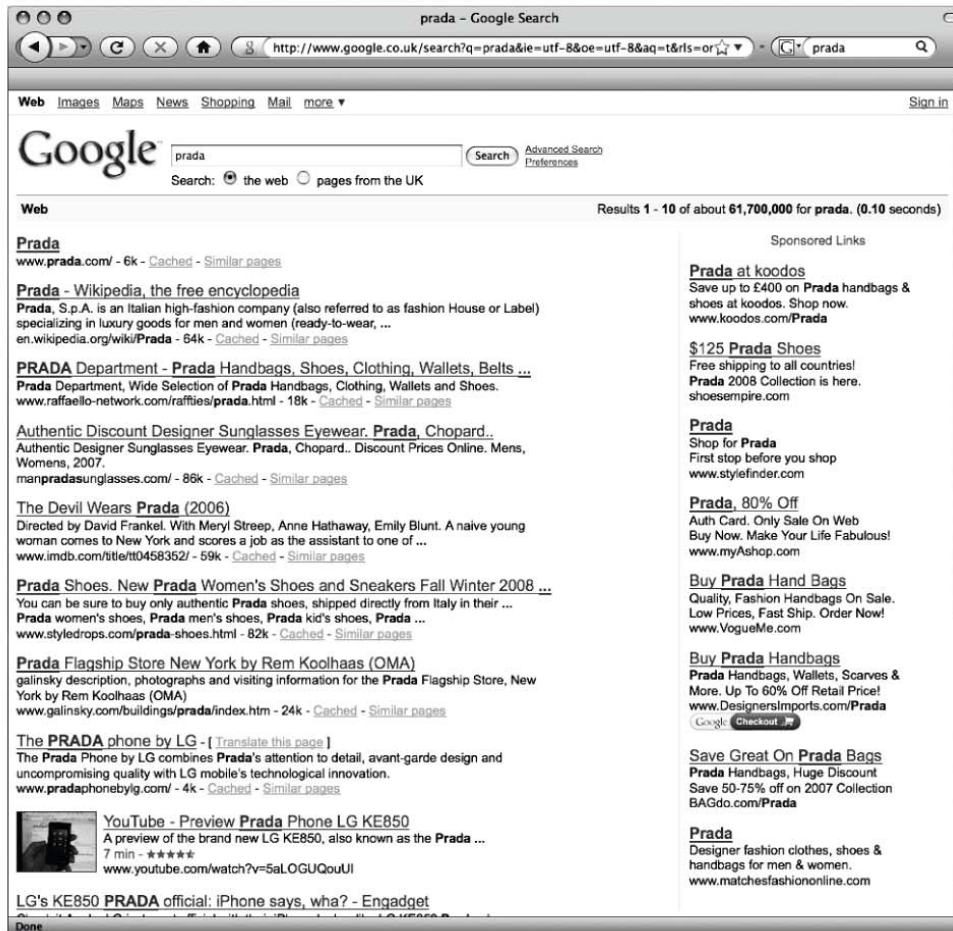 prada - Google Search
http://www.google.co.uk/search?q=prada&ie=utf-8&oe=utf-8&aq=t&rls=or
G
prada
Web Images Maps News Shopping Mail more ▼
Sign in
Google
prada
Search
Advanced Search
Preferences
Search: the web pages from the UK
Web
Results 1 - 10 of about 61,700,000 for prada. (0.10 seconds)
Prada
www.prada.com/ - 6k - Cached - Similar pages
Prada - Wikipedia, the free encyclopedia
Prada, S.p.A. is an Italian high-fashion company (also referred to as fashion House or Label)
specializing in luxury goods for men and women (ready-to-wear, ...
en.wikipedia.org/wiki/Prada - 64k - Cached - Similar pages
PRADA Department - Prada Handbags, Shoes, Clothing, Wallets, Belts ...
Prada Department, Wide Selection of Prada Handbags, Clothing, Wallets and Shoes.
www.raffaello-network.com/raffties/prada.html - 18k - Cached - Similar pages
Authentic Discount Designer Sunglasses Eyewear. Prada, Chopard..
Authentic Designer Sunglasses Eyewear. Prada, Chopard.. Discount Prices Online. Mens,
Womens, 2007.
manpradasunglasses.com/ - 86k - Cached - Similar pages
The Devil Wears Prada (2006)
Directed by David Frankel. With Meryl Streep, Anne Hathaway, Emily Blunt. A naive young
woman comes to New York and scores a job as the assistant to one of ...
www.imdb.com/title/tt0458352/ - 59k - Cached - Similar pages
Prada Shoes. New Prada Women's Shoes and Sneakers Fall Winter 2008 ...
You can be sure to buy only authentic Prada shoes, shipped directly from Italy in their ...
Prada women's shoes, Prada men's shoes, Prada kid's shoes, Prada ...
www.styledrops.com/prada-shoes.html - 82k - Cached - Similar pages
Prada Flagship Store New York by Rem Koolhaas (OMA)
galinsky description, photographs and visiting information for the Prada Flagship Store, New
York by Rem Koolhaas (OMA)
www.galinsky.com/buildings/prada/index.htm - 24k - Cached - Similar pages
The PRADA phone by LG - [ Translate this page ]
The Prada Phone by LG combines Prada's attention to detail, avant-garde design and
uncompromising quality with LG mobile's technological innovation.
www.pradaphonebylg.com/ - 4k - Cached - Similar pages
YouTube - Preview Prada Phone LG KE850
A preview of the brand new LG KE850, also known as the Prada ...
7 min - ★★★★★
www.youtube.com/watch?v=5aLOGUQouUI
LG's KE850 PRADA official: iPhone says, wha? - Engadget
Sponsored Links
Prada at koodos
Save up to £400 on Prada handbags &
shoes at koodos. Shop now.
www.koodos.com/Prada
$125 Prada Shoes
Free shipping to all countries!
Prada 2008 Collection is here.
shoesempire.com
Prada
Shop for Prada
First stop before you shop
www.stylefinder.com
Prada, 80% Off
Auth Card. Only Sale On Web
Buy Now. Make Your Life Fabulous!
www.myAshop.com
Buy Prada Hand Bags
Quality, Fashion Handbags On Sale.
Low Prices, Fast Ship. Order Now!
www.VogueMe.com
Buy Prada Handbags
Prada Handbags, Wallets, Scarves &
More. Up To 60% Off Retail Price!
www.DesignersImports.com/Prada
Google Checkout
Save Great On Prada Bags
Prada Handbags, Huge Discount
Save 50-75% off on 2007 Collection
BAGdo.com/Prada
Prada
Designer fashion clothes, shoes &
handbags for men & women.
www.matchesfashiononline.com
Done